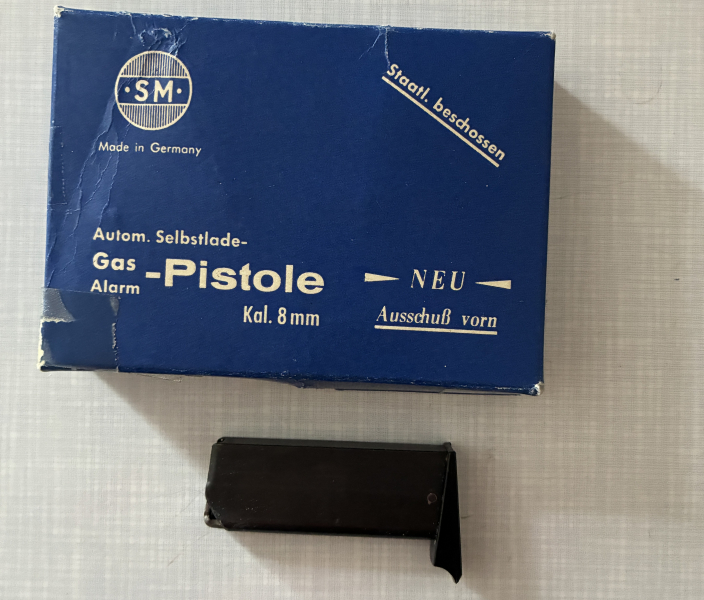 ·SM·
Made in Germany
Staatl. beschossen
Autom. Selbstlade-
Gas
Alarm
-Pistole
Kal. 8 mm
NEU
Ausschuß vorn